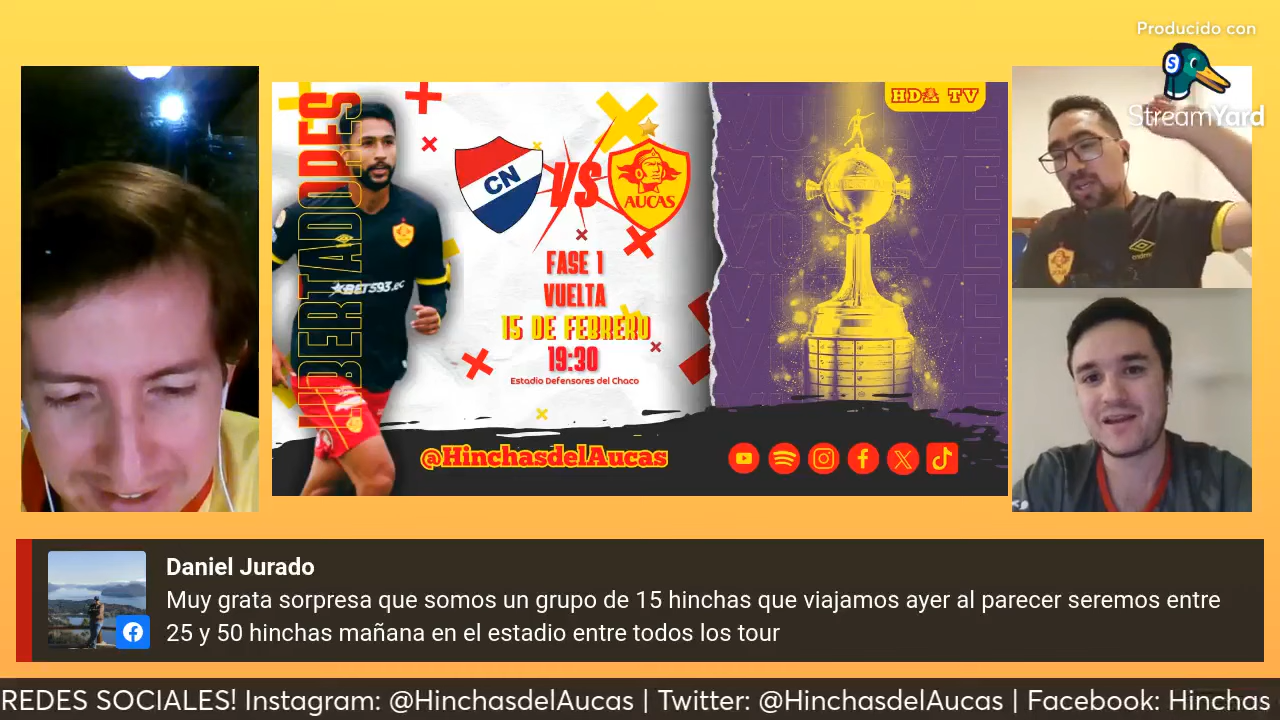 Producido con
StreamYard
HDA TV
LIBERTADORES
CN
VS
AUCAS
FASE 1
VUELTA
15 DE FEBRERO
19:30
Estadio Defensores del Chaco
BET593.EC
@HinchasdelAucas
Daniel Jurado
Muy grata sorpresa que somos un grupo de 15 hinchas que viajamos ayer al parecer seremos entre
25 y 50 hinchas mañana en el estadio entre todos los tour
REDES SOCIALES! Instagram: @HinchasdelAucas | Twitter: @HinchasdelAucas | Facebook: Hinchas